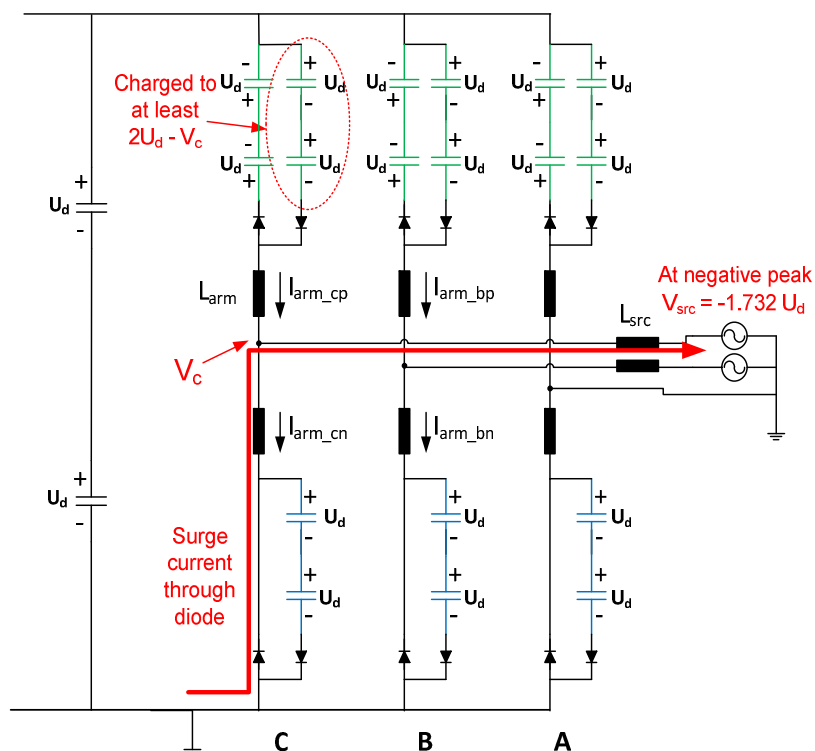 Charged to
at least
2Ud - Vc
-
Ud
+
-
Ud
+
+
Ud
-
+
Ud
-
-
Ud
+
-
Ud
+
+
Ud
-
+
Ud
-
-
Ud
+
-
Ud
+
+
Ud
-
+
Ud
-
+
Ud
-
Larm
Iarm_cp
Iarm_bp
Lsrc
At negative peak
Vsrc = -1.732 Ud
Vc
Iarm_cn
Iarm_bn
+
Ud
-
Surge
current
through
diode
+
Ud
-
+
Ud
-
+
Ud
-
+
Ud
-
+
Ud
-
+
Ud
-
C
B
A